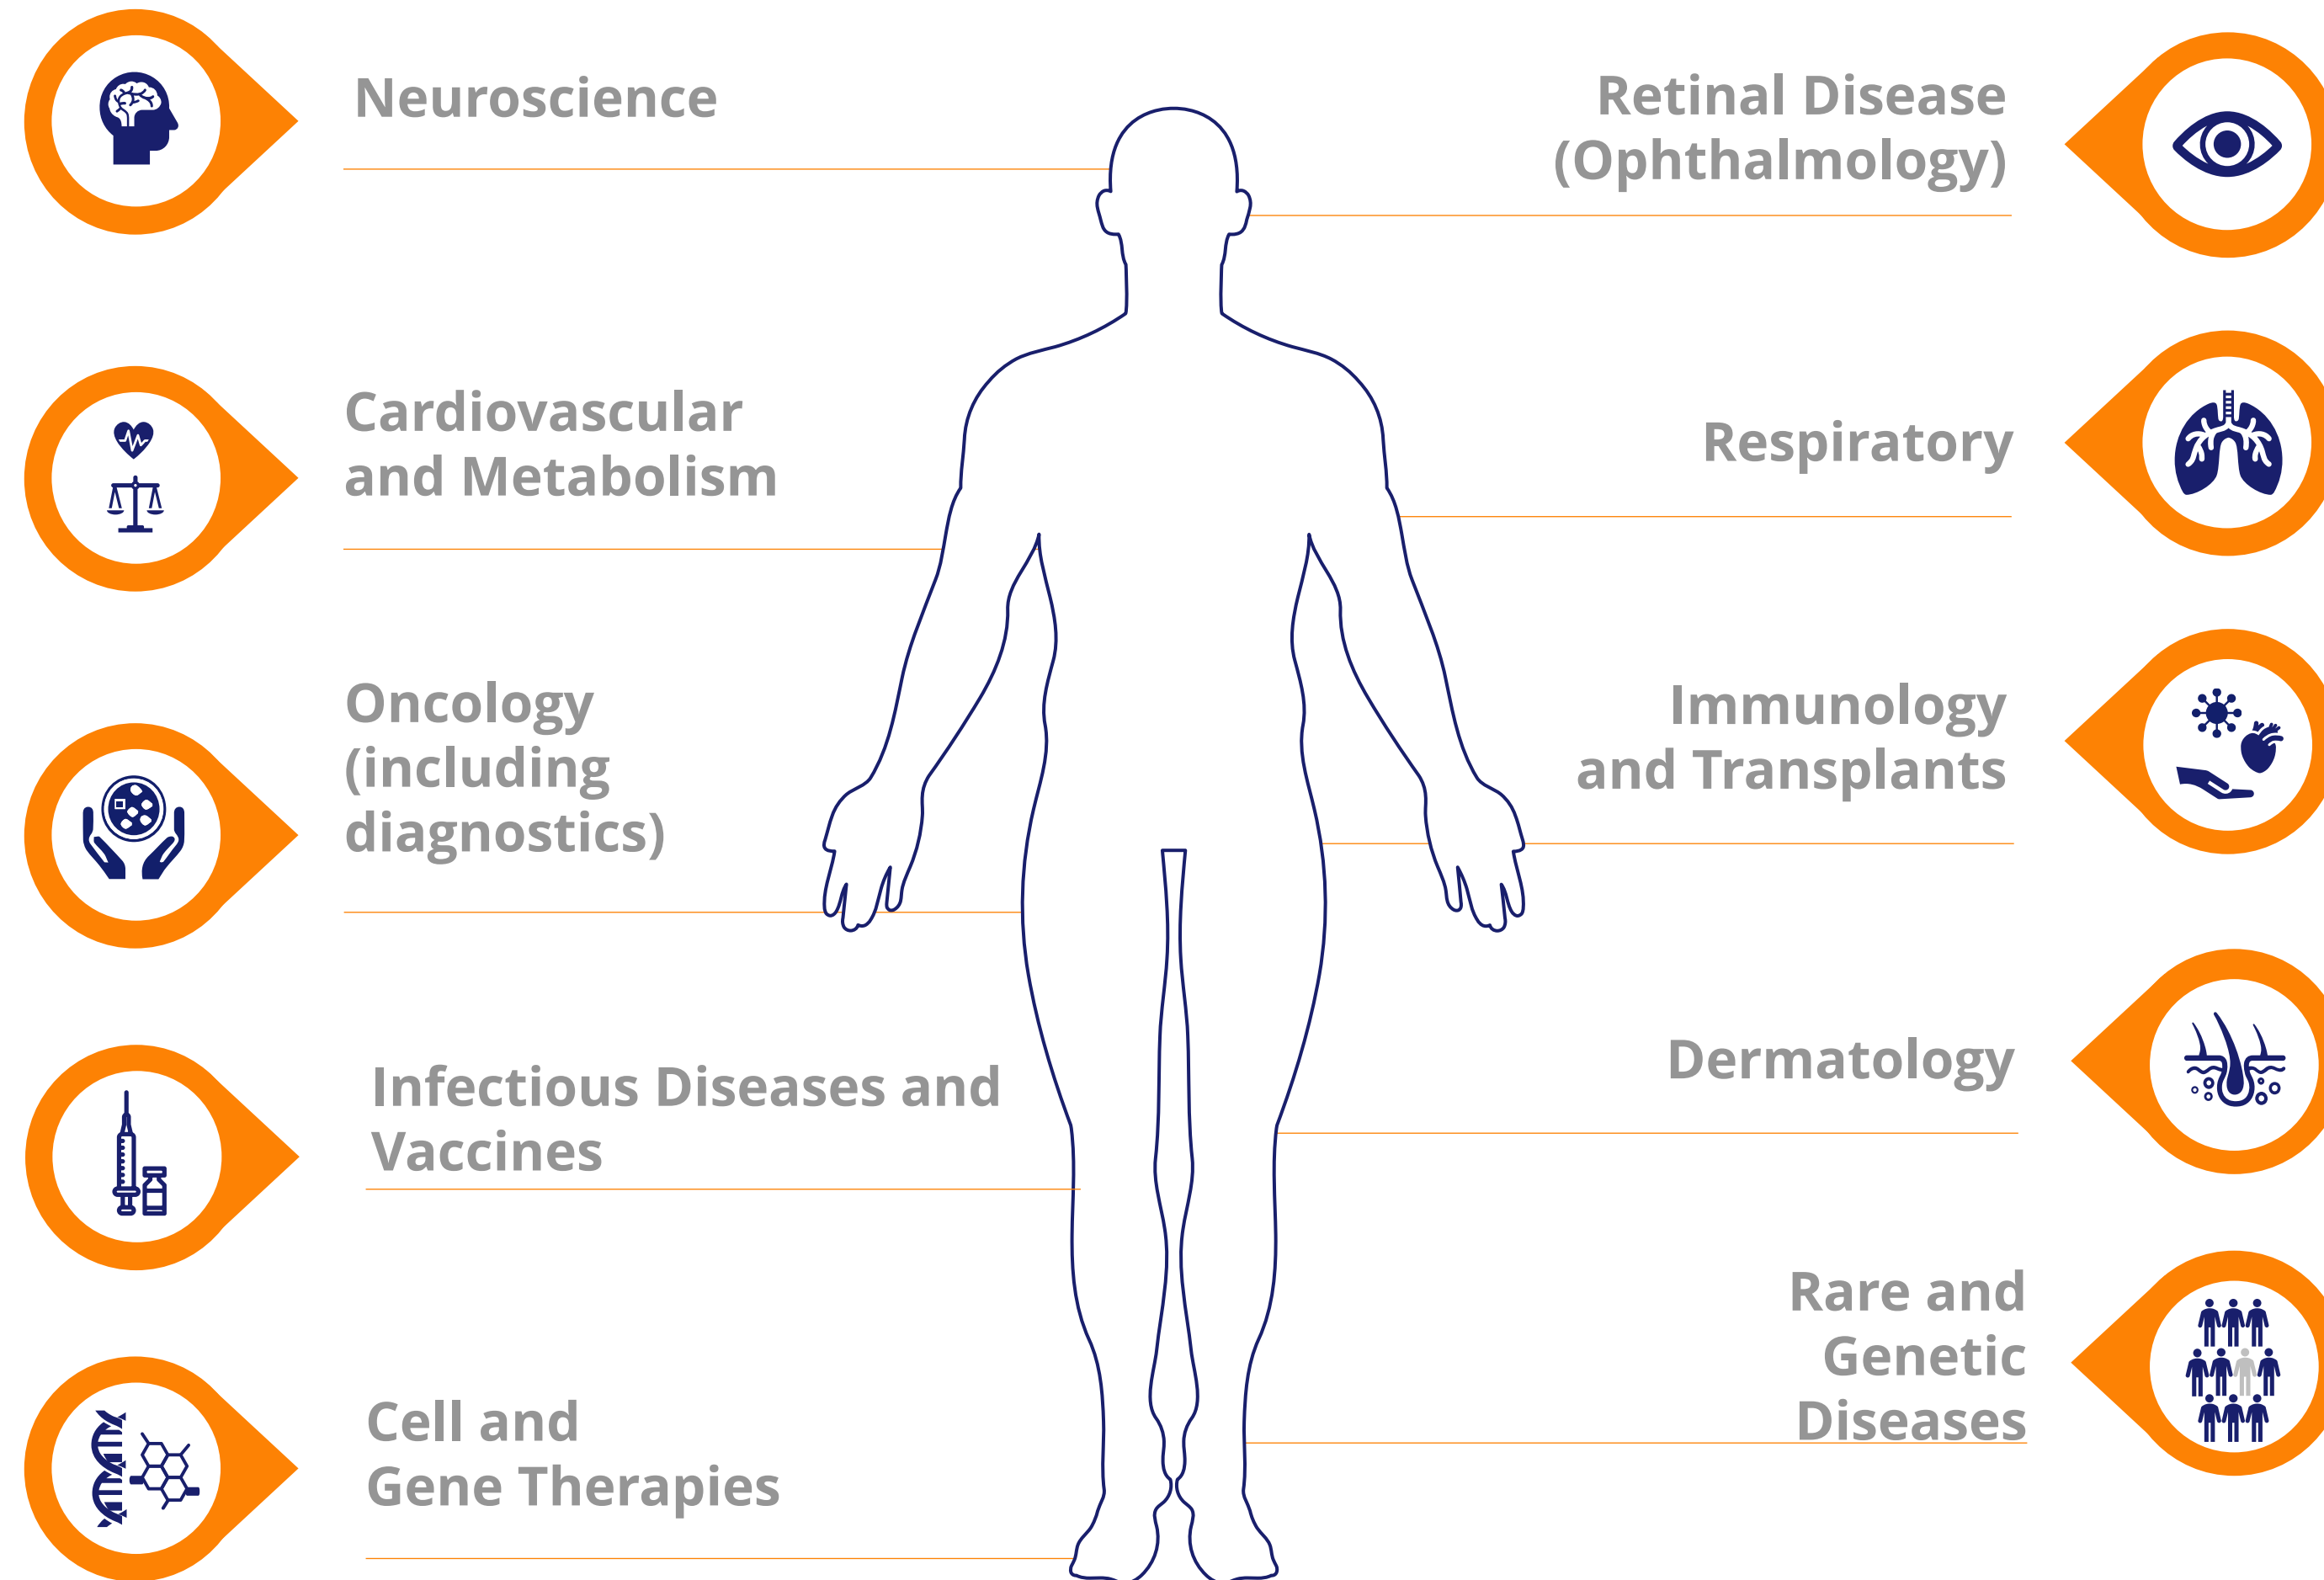 Neuroscience
Cardiovascular
and Metabolism
Oncology
(including
diagnostics)
Infectious Diseases and
Vaccines
Cell and
Gene Therapies
Retinal Disease
(Ophthalmology)
Respiratory
Immunology
and Transplants
Dermatology
Rare and
Genetic
Diseases